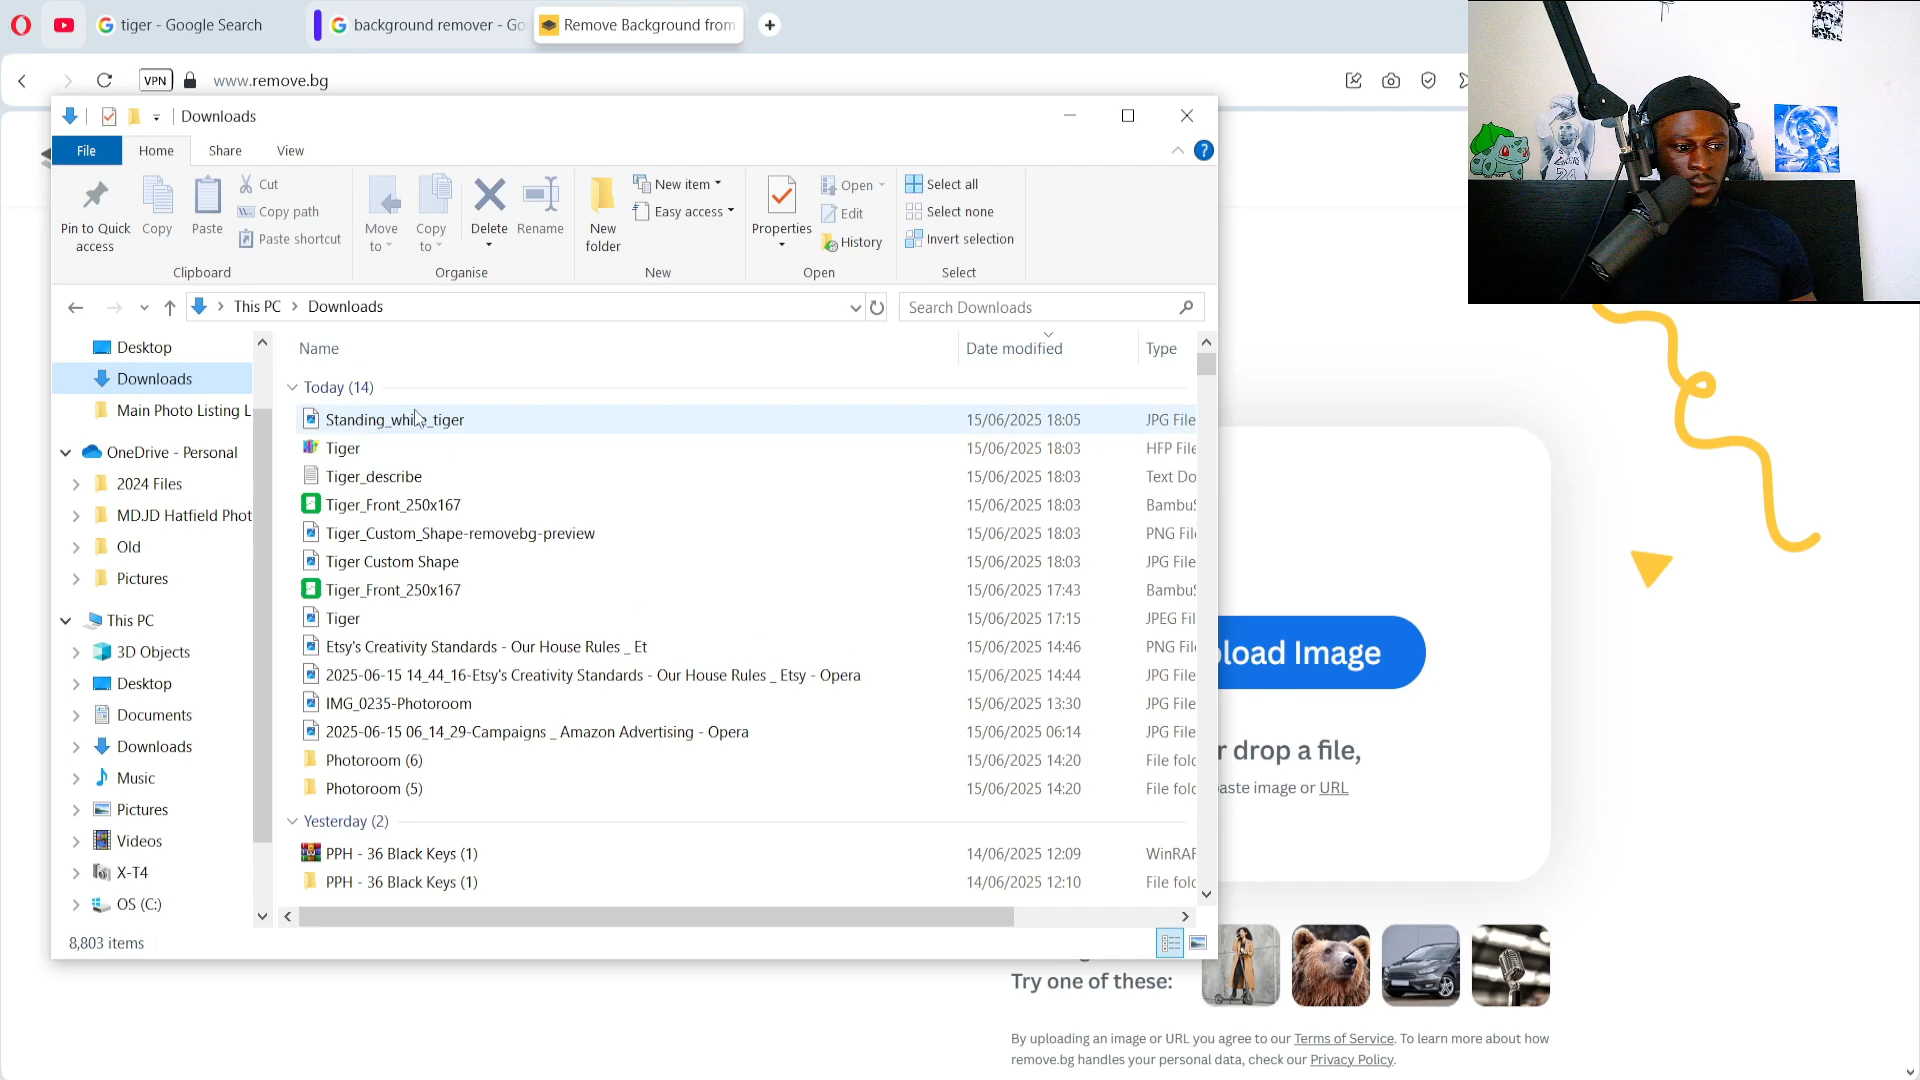 tiger - Google Search
background remover - Go
Remove Background from
VPN
www.remove.bg
Downloads
File
Home
Share
View
Pin to Quick access
Copy
Paste
Cut
Copy path
Paste shortcut
Clipboard
Move to
Copy to
Delete
Rename
Organise
New folder
New item
Easy access
New
Properties
Open
Edit
History
Open
Select all
Select none
Invert selection
Select
This PC
Downloads
Search Downloads
Desktop
Downloads
Main Photo Listing L
OneDrive - Personal
2024 Files
MDJD Hatfield Phot
Old
Pictures
This PC
3D Objects
Desktop
Documents
Downloads
Music
Pictures
Videos
X-T4
OS (C:)
Name Date modified Type
Today (14)
Standing_white_tiger 15/06/2025 18:05 JPG File
Tiger 15/06/2025 18:03 HFP File
Tiger_describe 15/06/2025 18:03 Text Do
Tiger_Front_250x167 15/06/2025 18:03 BambuS
Tiger_Custom_Shape-removebg-preview 15/06/2025 18:03 PNG File
Tiger Custom Shape 15/06/2025 18:03 JPG File
Tiger_Front_250x167 15/06/2025 17:43 BambuS
Tiger 15/06/2025 17:15 JPEG Fil
Etsy's Creativity Standards - Our House Rules _ Et 15/06/2025 14:46 PNG File
2025-06-15 14_44_16-Etsy's Creativity Standards - Our House Rules _ Etsy - Opera 15/06/2025 14:44 JPG File
IMG_0235-Photoroom 15/06/2025 13:30 JPG File
2025-06-15 06_14_29-Campaigns _ Amazon Advertising - Opera 15/06/2025 06:14 JPG File
Photoroom (6) 15/06/2025 14:20 File fold
Photoroom (5) 15/06/2025 14:20 File fold
Yesterday (2)
PPH - 36 Black Keys (1) 14/06/2025 12:09 WinRAR
PPH - 36 Black Keys (1) 14/06/2025 12:10 File fold
8,803 items
24
pload Image
r drop a file,
aste image or URL
Try one of these:
By uploading an image or URL you agree to our Terms of Service. To learn more about how
remove.bg handles your personal data, check our Privacy Policy.